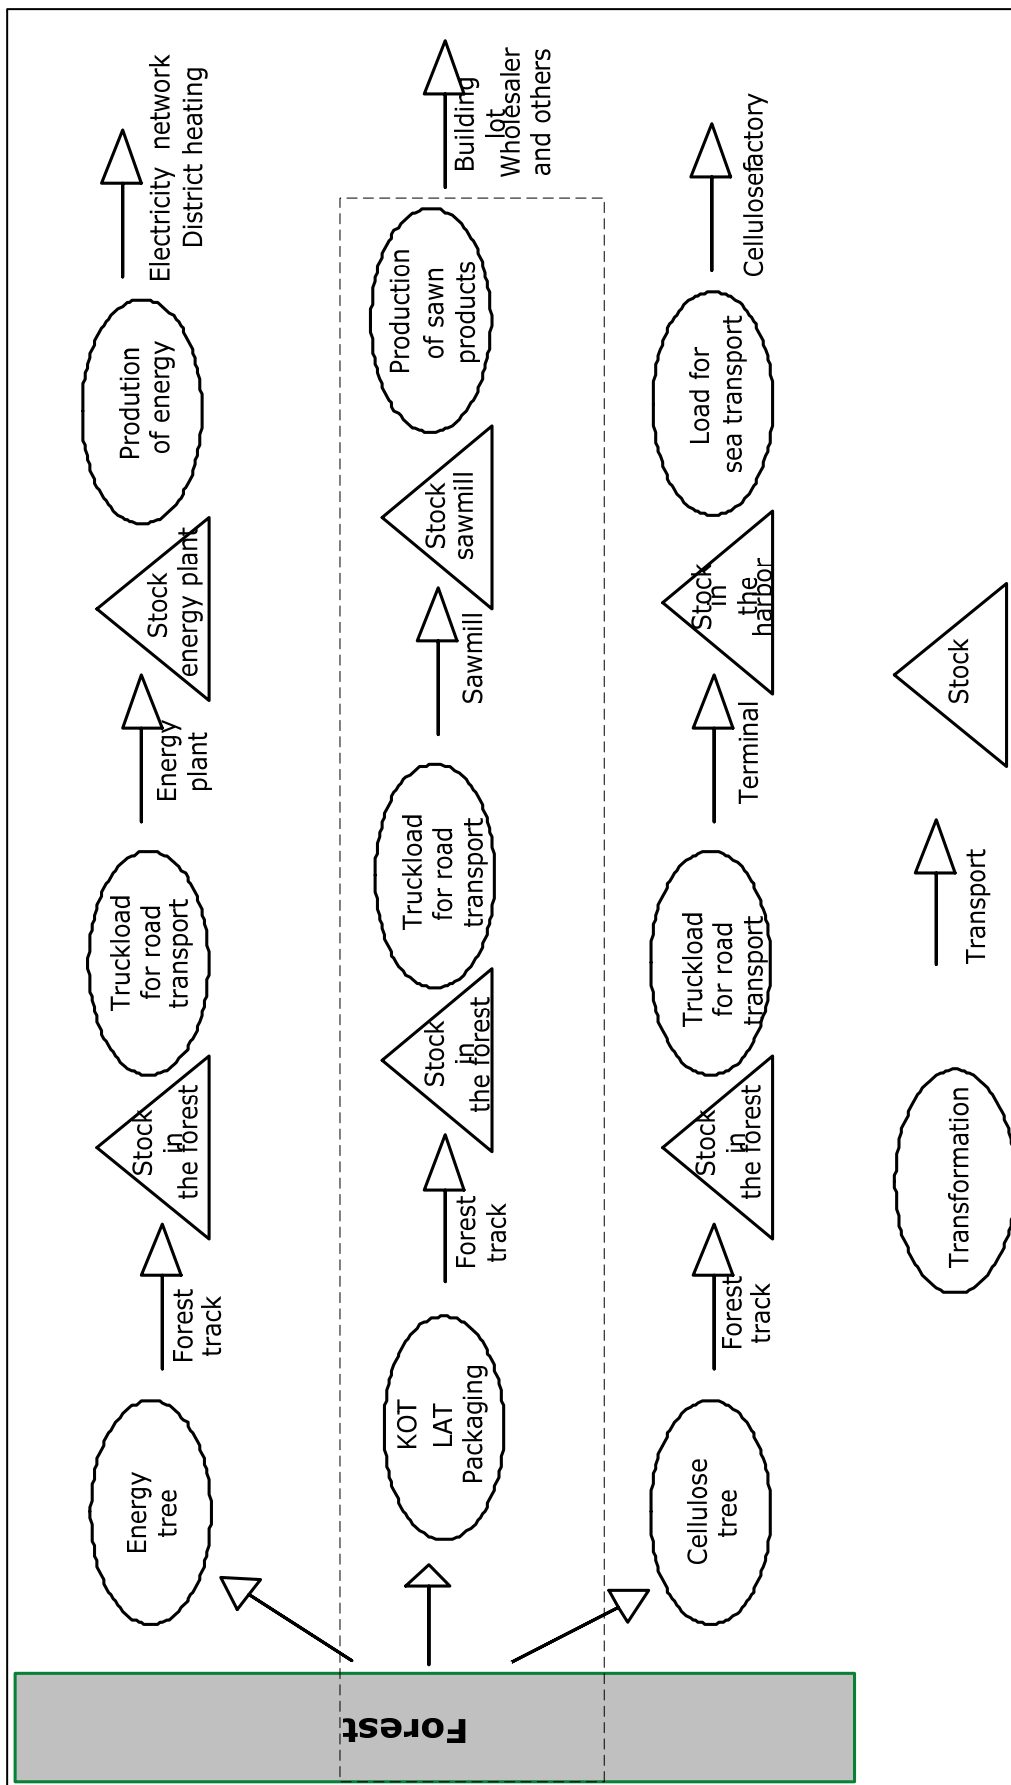 Electricity network
District heating
Prodution
of energy
Stock
energy plant
Energy
plant
Truckload
for road
transport
Stock
in
the forest
Forest
track
Energy
tree
Building
lot
Wholesaler
and others
Production
of sawn
products
Stock
sawmill
Sawmill
Truckload
for road
transport
Stock
in
the forest
Forest
track
KOT
LAT
Packaging
Cellulosefactory
Load for
sea transport
Stock
in
the
harbor
Terminal
Truckload
for road
transport
Stock
in
the forest
Forest
track
Cellulose
tree
Stock
Transport
Transformation
Forest